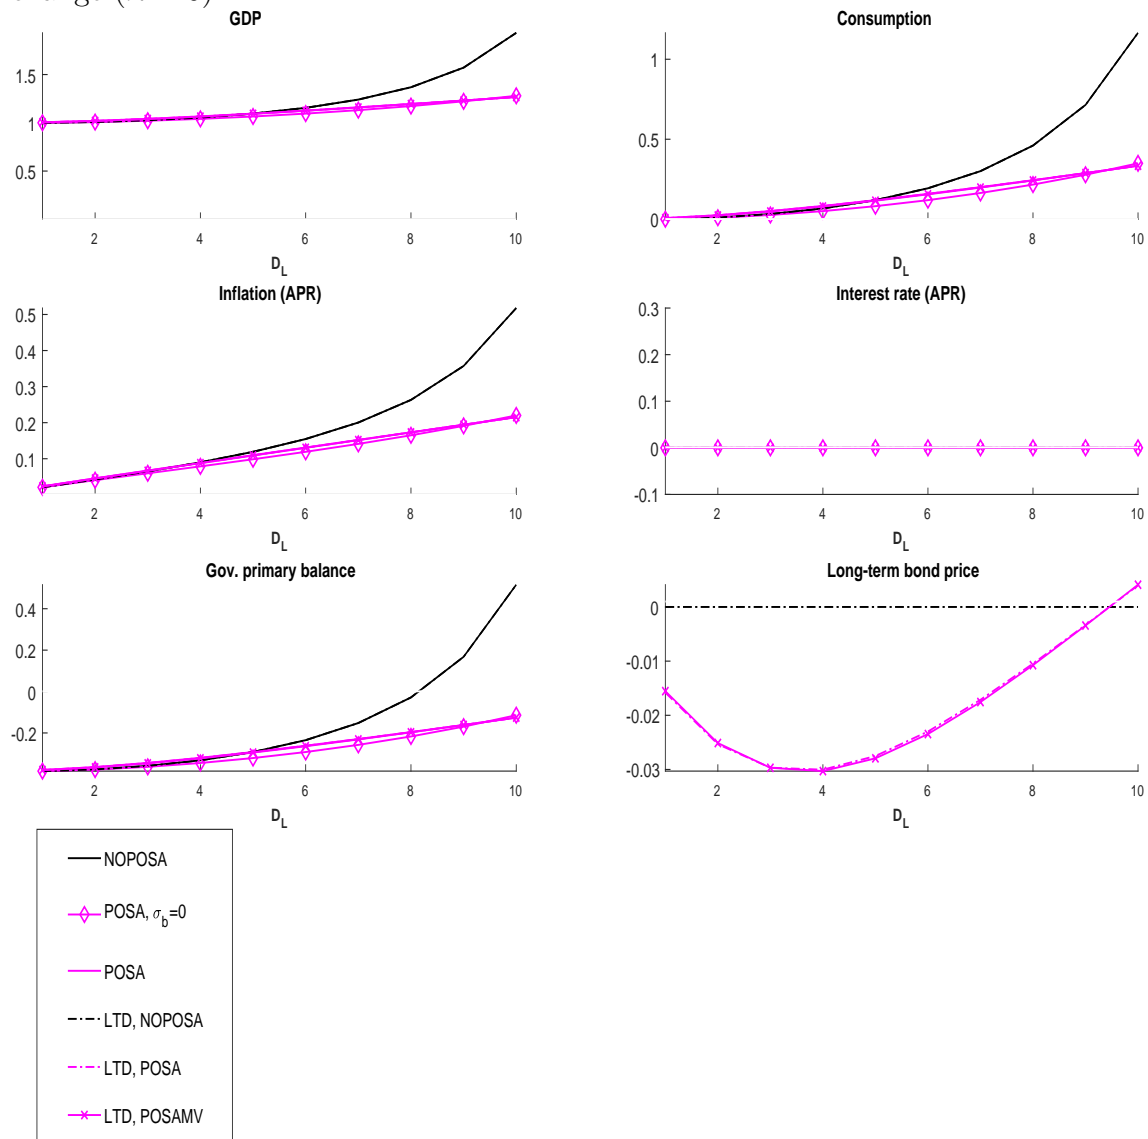 GDP
Consumption
1.5
1
0.5
2 4 6 8 10
D_L
1
0.5
0
2 4 6 8 10
D_L
Inflation (APR)
Interest rate (APR)
0.5
0.4
0.3
0.2
0.1
2 4 6 8 10
D_L
0.3
0.2
0.1
0
-0.1
2 4 6 8 10
D_L
Gov. primary balance
Long-term bond price
0.4
0.2
0
-0.2
2 4 6 8 10
D_L
0
-0.01
-0.02
-0.03
2 4 6 8 10
D_L
NOPOSA
POSA, σ_b=0
POSA
LTD, NOPOSA
LTD, POSA
LTD, POSAMV